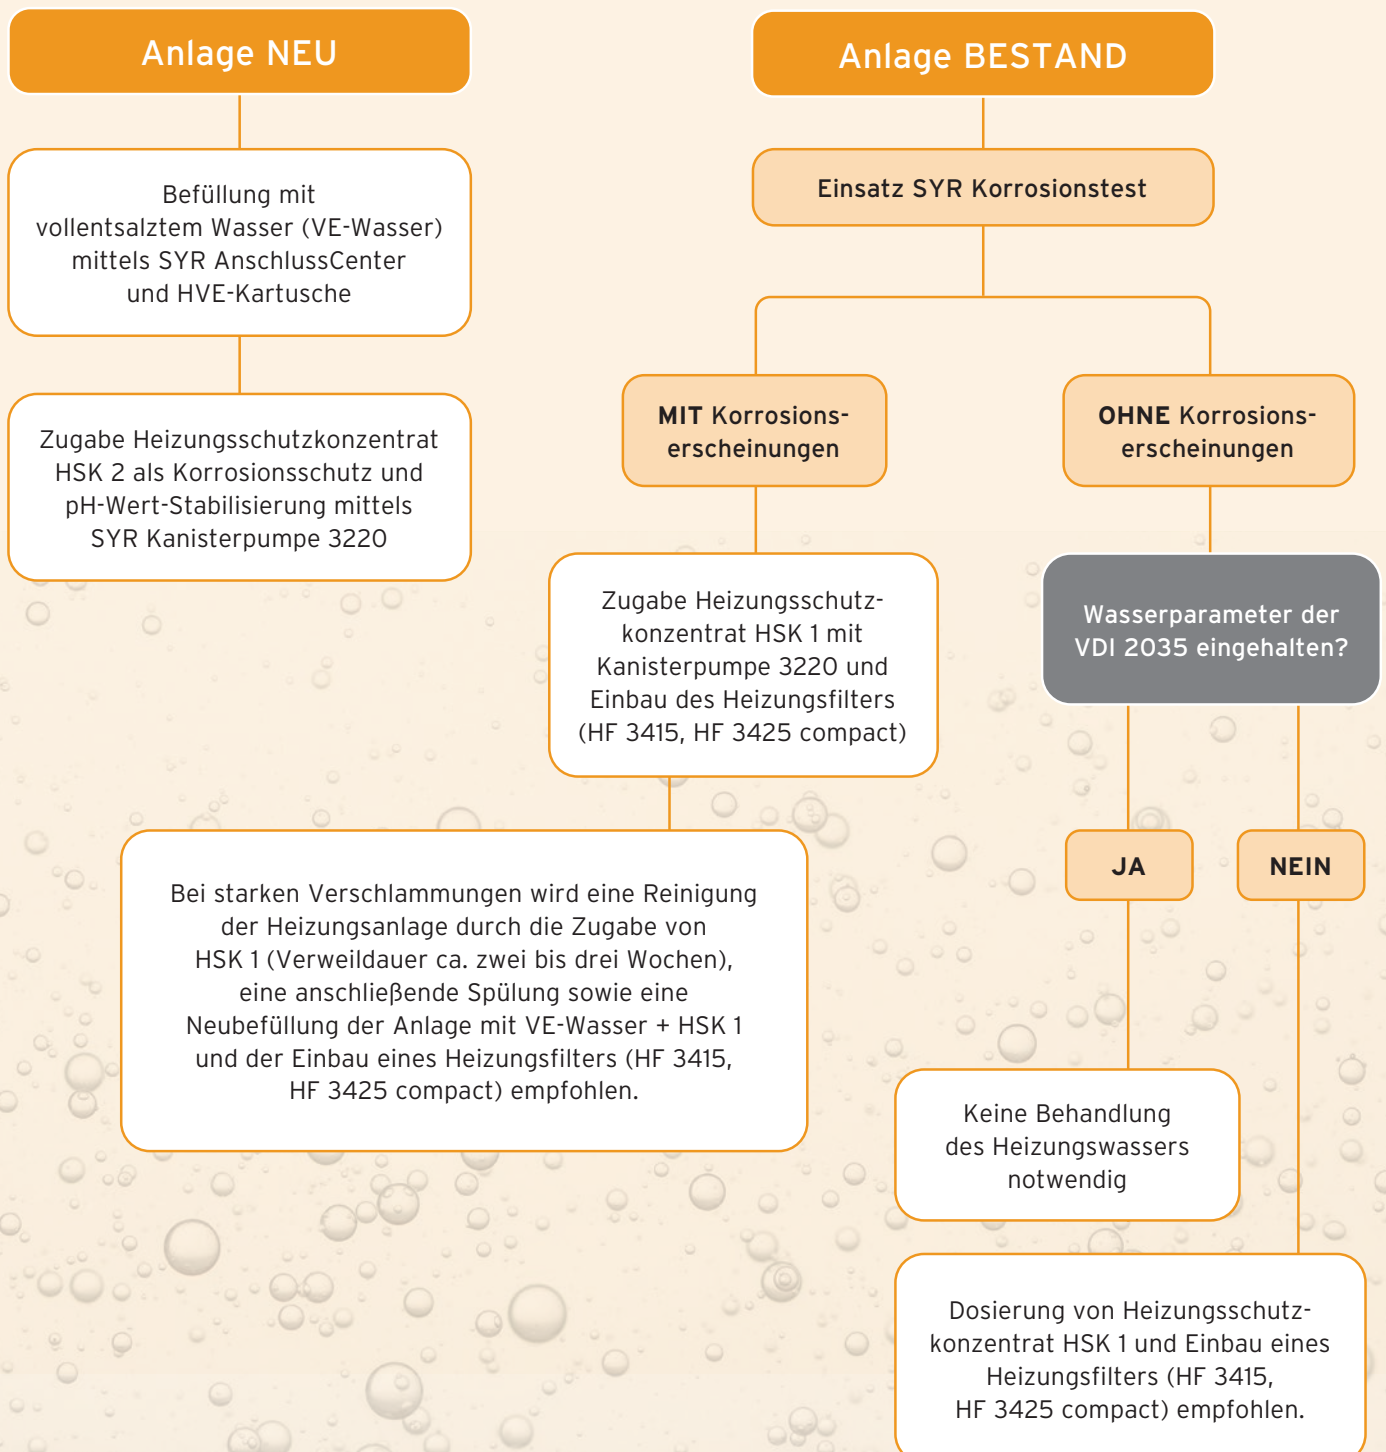 Anlage NEU
Befüllung mit
vollentsalztem Wasser (VE-Wasser)
mittels SYR AnschlussCenter
und HVE-Kartusche
Zugabe Heizungsschutzkonzentrat
HSK 2 als Korrosionsschutz und
pH-Wert-Stabilisierung mittels
SYR Kanisterpumpe 3220
Anlage BESTAND
Einsatz SYR Korrosionstest
MIT Korrosions-
erscheinungen
Zugabe Heizungsschutz-
konzentrat HSK 1 mit
Kanisterpumpe 3220 und
Einbau des Heizungsfilters
(HF 3415, HF 3425 compact)
Bei starken Verschlammungen wird eine Reinigung
der Heizungsanlage durch die Zugabe von
HSK 1 (Verweildauer ca. zwei bis drei Wochen),
eine anschließende Spülung sowie eine
Neubefüllung der Anlage mit VE-Wasser + HSK 1
und der Einbau eines Heizungsfilters (HF 3415,
HF 3425 compact) empfohlen.
OHNE Korrosions-
erscheinungen
Wasserparameter der
VDI 2035 eingehalten?
JA
NEIN
Keine Behandlung
des Heizungswassers
notwendig
Dosierung von Heizungsschutz-
konzentrat HSK 1 und Einbau eines
Heizungsfilters (HF 3415,
HF 3425 compact) empfohlen.